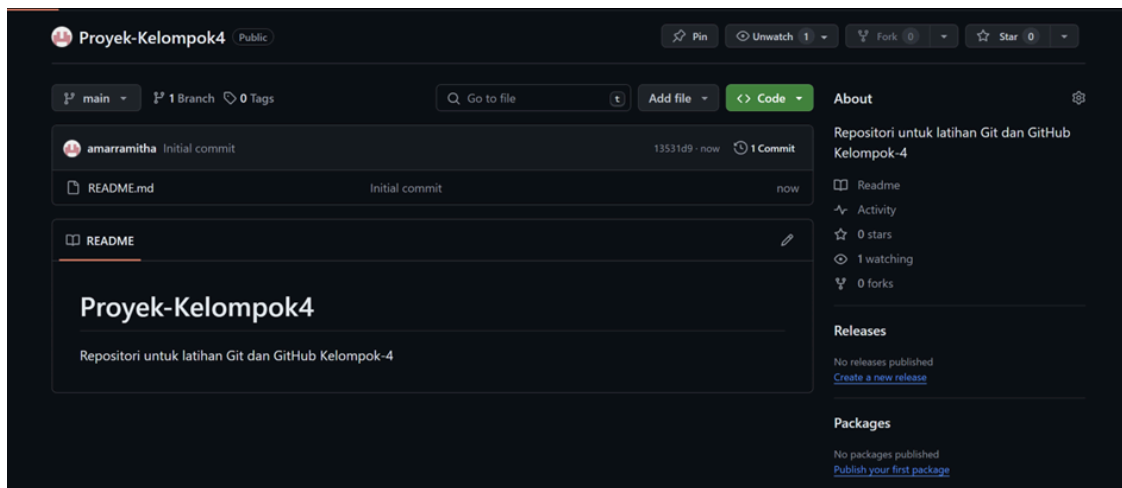 Proyek-Kelompok4 Public
Pin
Unwatch 1
Fork 0
Star 0
main
1 Branch
0 Tags
Go to file
t
Add file
Code
amarramitha Initial commit
13531d9 · now
1 Commit
README.md
Initial commit
now
README
Proyek-Kelompok4
Repositori untuk latihan Git dan GitHub Kelompok-4
About
Repositori untuk latihan Git dan GitHub
Kelompok-4
Readme
Activity
0 stars
1 watching
0 forks
Releases
No releases published
Create a new release
Packages
No packages published
Publish your first package